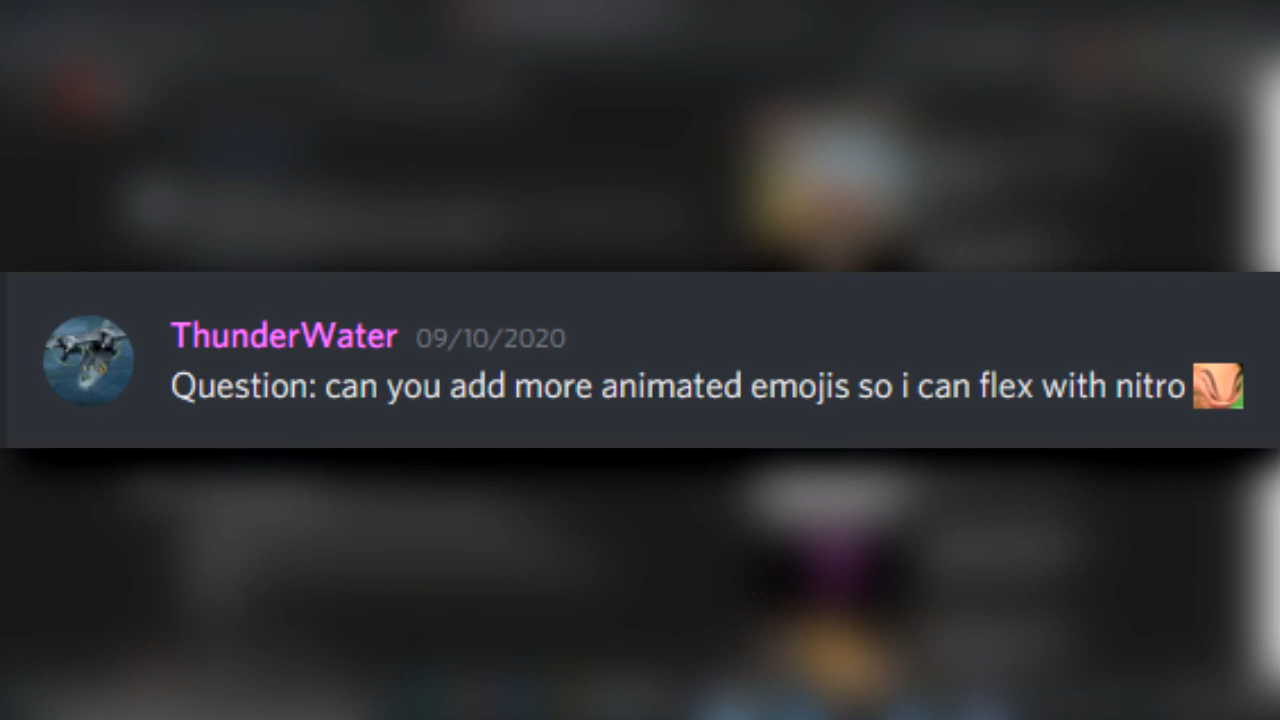 ThunderWater 09/10/2020
Question: can you add more animated emojis so i can flex with nitro